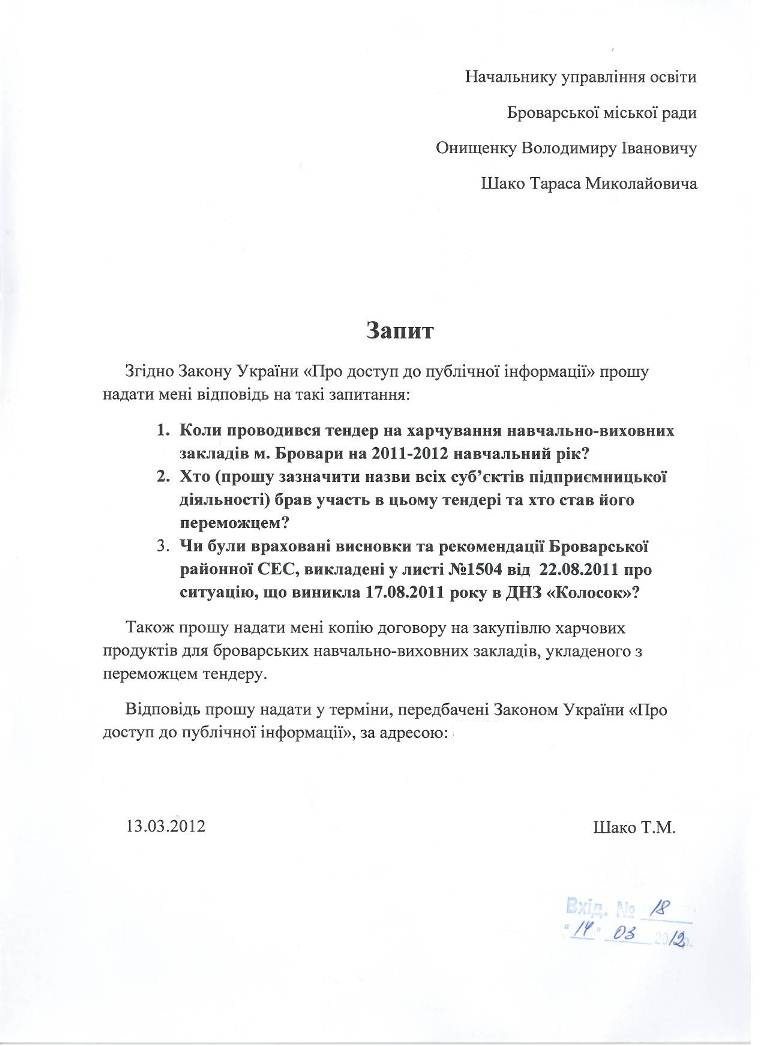 Начальнику управління освіти
Броварської міської ради
Онищенку Володимиру Івановичу
Шако Тараса Миколайовича
Запит
Згідно Закону України «Про доступ до публічної інформації» прошу
надати мені відповідь на такі запитання:
1. Коли проводився тендер на харчування навчально-виховних
закладів м. Бровари на 2011-2012 навчальний рік?
2. Хто (прошу зазначити назви всіх суб’єктів підприємницької
діяльності) брав участь в цьому тендері та хто став його
переможцем?
3. Чи були враховані висновки та рекомендації Броварської
районної СЕС, викладені у листі №1504 від 22.08.2011 про
ситуацію, що виникла 17.08.2011 року в ДНЗ «Колосок»?
Також прошу надати мені копію договору на закупівлю харчових
продуктів для броварських навчально-виховних закладів, укладеного з
переможцем тендеру.
Відповідь прошу надати у терміни, передбачені Законом України «Про
доступ до публічної інформації», за адресою:
13.03.2012 Шако Т.М.
Вхід. № 18
"14" 03 2012р.